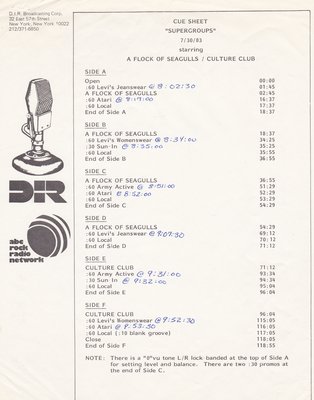 D.I.R. Broadcasting Corp.
32 East 57th Street
New York, New York 10022
212/371-6850
CUE SHEET
"SUPERGROUPS"
7/30/83
starring
A FLOCK OF SEAGULLS / CULTURE CLUB
SIDE A
Open 00:00
:60 Levi's Jeanswear @ 8:02:30 01:45
A FLOCK OF SEAGULLS 02:45
:60 Atari @ 8:19:00 16:37
:60 Local 17:37
End of Side A 18:37
SIDE B
A FLOCK OF SEAGULLS 18:37
:60 Levi's Womenswear @ 8:34:00 34:25
:30 Sun-In @ 8:35:00 35:25
:60 Local 35:55
End of Side B 36:55
SIDE C
A FLOCK OF SEAGULLS 36:55
:60 Army Active @ 8:51:00 51:29
:60 Atari @ 8:52:00 52:29
:60 Local 53:29
End of Side C 54:29
SIDE D
A FLOCK OF SEAGULLS 54:29
:60 Levi's Jeanswear @ 9:09:30 69:12
:60 Local 70:12
End of Side D 71:12
SIDE E
CULTURE CLUB 71:12
:60 Army Active @ 9:31:00 93:34
:30 Sun-In @ 9:32:00 94:34
:60 Local 95:04
End of Side E 96:04
SIDE F
CULTURE CLUB 96:04
:60 Levi's Womenswear @ 9:52:30 115:05
:60 Atari @ 9:53:30 116:05
:60 Local (:10 blank groove) 117:05
Close 118:05
End of Side F 118:55
NOTE: There is a "0"vu tone L/R lock banded at the top of Side A
for setting level and balance. There are two :30 promos at
the end of Side C.
DIR
abc
rock
radio
network